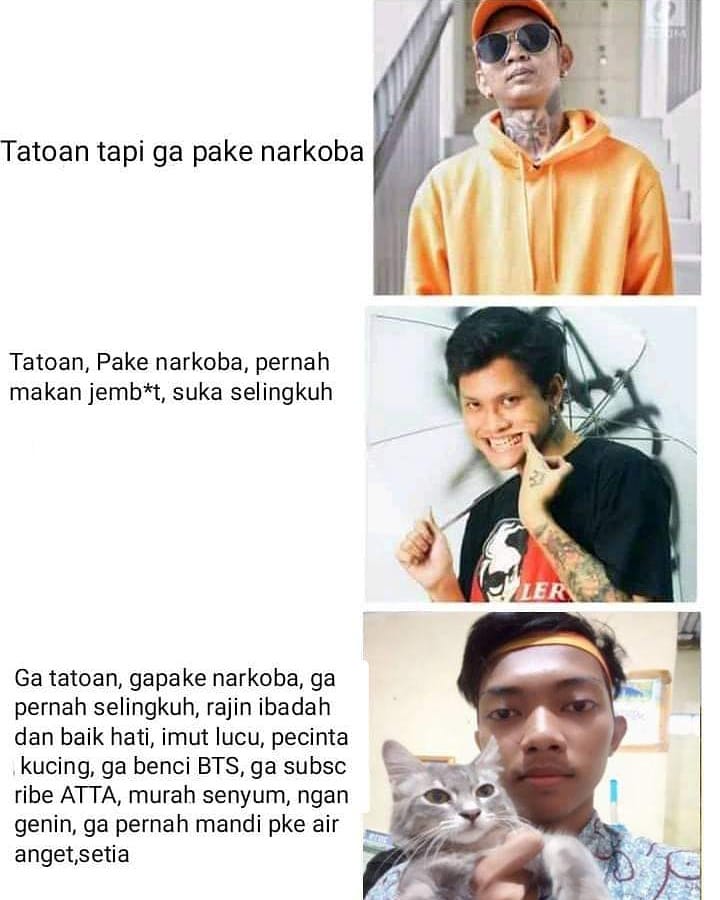 Tatoan tapi ga pake narkoba
Tatoan, Pake narkoba, pernah
makan jemb*t, suka selingkuh
LER
Ga tatoan, gapake narkoba, ga
pernah selingkuh, rajin ibadah
dan baik hati, imut lucu, pecinta
kucing, ga benci BTS, ga subsc
ribe ATTA, murah senyum, ngan
genin, ga pernah mandi pke air
anget,setia